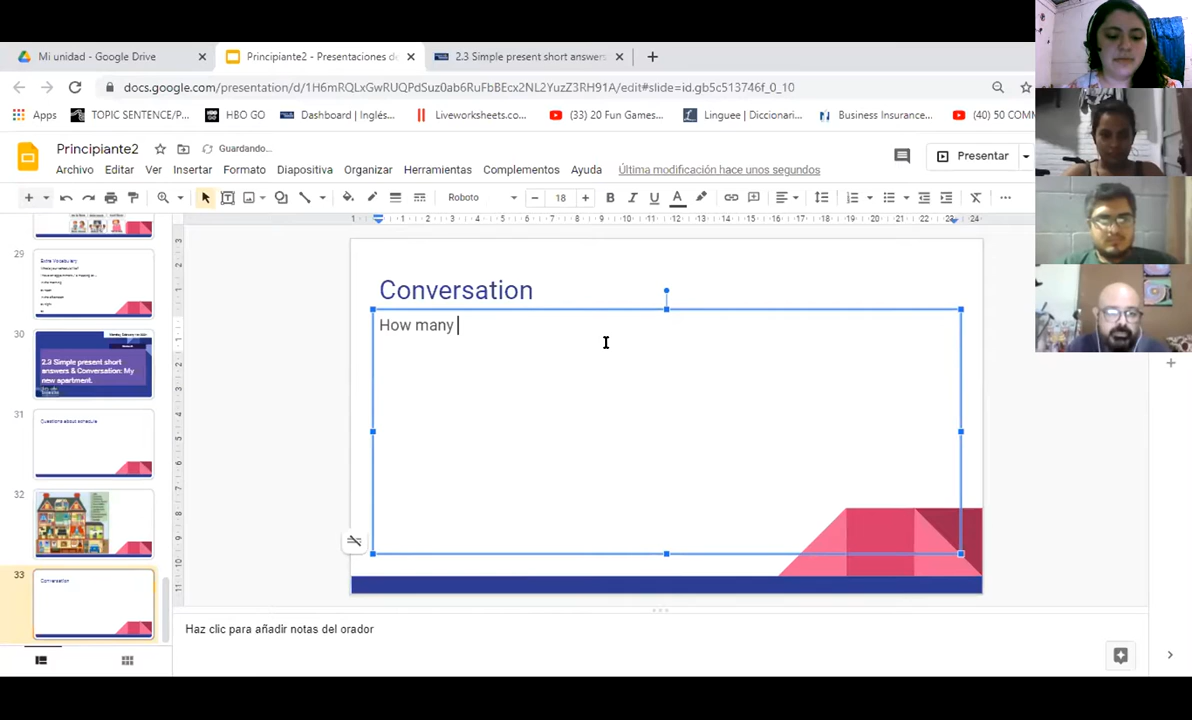 Mi unidad - Google Drive
Principiante2 - Presentaciones de
2.3 Simple present short answers
docs.google.com/presentation/d/1H6mRQLxGwRUQPdSuz0ab6RuFbBEcx2NL2YuzZ3RH91A/edit#slide=id.gb5c513746f_0_10
Apps
TOPIC SENTENCE/P...
HBO GO
Dashboard | Inglés...
Liveworksheets.co...
(33) 20 Fun Games...
Linguee | Diccionari...
Business Insurance...
(40) 50 COMM
Principiante2
Guardando...
Presentar
Archivo Editar Ver Insertar Formato Diapositiva Organizar Herramientas Complementos Ayuda
Última modificación hace unos segundos
Roboto
18
29
Extra Vocabulary
30
2.3 Simple present short
answers & Conversation: My
new apartment.
31
Questions about schedule
32
33
Conversation
Conversation
How many
Haz clic para añadir notas del orador